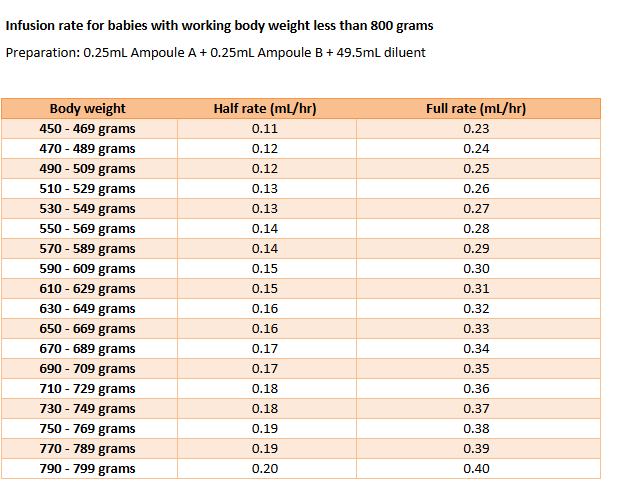 Infusion rate for babies with working body weight less than 800 grams
Preparation: 0.25mL Ampoule A + 0.25mL Ampoule B + 49.5mL diluent
Body weight Half rate (mL/hr) Full rate (mL/hr)
450 - 469 grams 0.11 0.23
470 - 489 grams 0.12 0.24
490 - 509 grams 0.12 0.25
510 - 529 grams 0.13 0.26
530 - 549 grams 0.13 0.27
550 - 569 grams 0.14 0.28
570 - 589 grams 0.14 0.29
590 - 609 grams 0.15 0.30
610 - 629 grams 0.15 0.31
630 - 649 grams 0.16 0.32
650 - 669 grams 0.16 0.33
670 - 689 grams 0.17 0.34
690 - 709 grams 0.17 0.35
710 - 729 grams 0.18 0.36
730 - 749 grams 0.18 0.37
750 - 769 grams 0.19 0.38
770 - 789 grams 0.19 0.39
790 - 799 grams 0.20 0.40